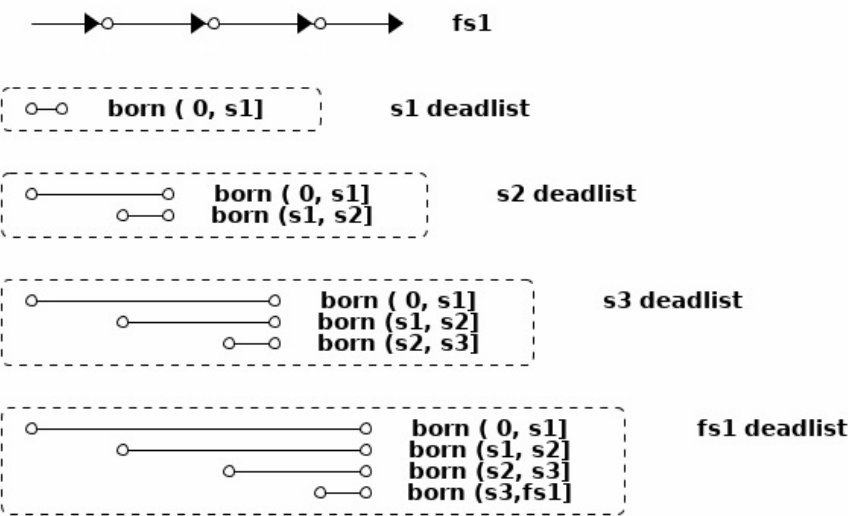 fs1
born ( 0, s1] s1 deadlist
born ( 0, s1] s2 deadlist
born (s1, s2]
born ( 0, s1] s3 deadlist
born (s1, s2]
born (s2, s3]
born ( 0, s1] fs1 deadlist
born (s1, s2]
born (s2, s3]
born (s3,fs1]